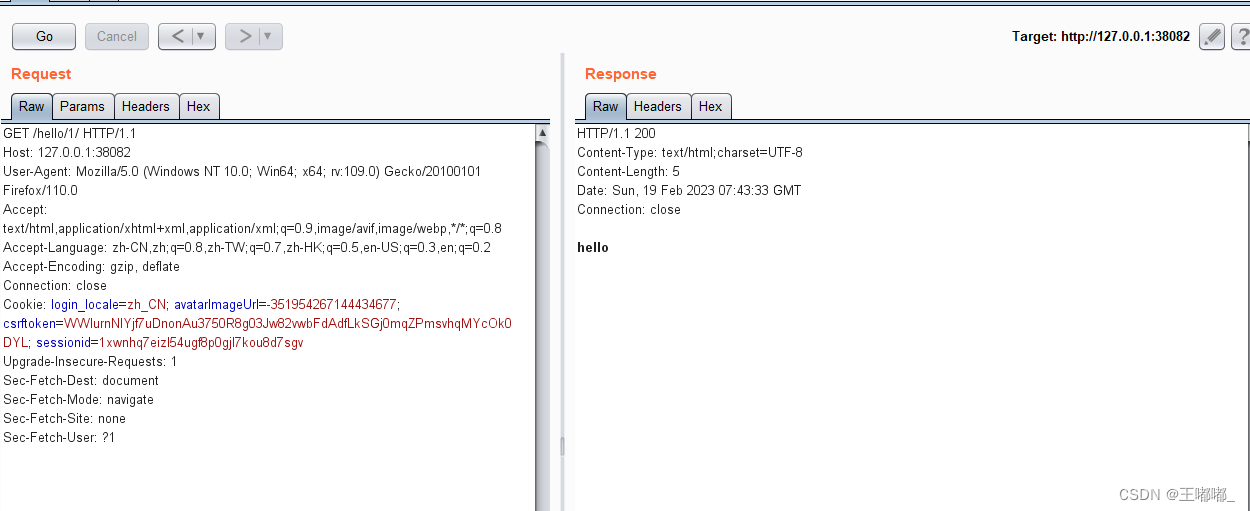 Go
Cancel
<
>
Target: http://127.0.0.1:38082
?
Request
Response
Raw
Params
Headers
Hex
Raw
Headers
Hex
GET /hello/1/ HTTP/1.1
Host: 127.0.0.1:38082
User-Agent: Mozilla/5.0 (Windows NT 10.0; Win64; x64; rv:109.0) Gecko/20100101
Firefox/110.0
Accept:
text/html,application/xhtml+xml,application/xml;q=0.9,image/avif,image/webp,*/*;q=0.8
Accept-Language: zh-CN,zh;q=0.8,zh-TW;q=0.7,zh-HK;q=0.5,en-US;q=0.3,en;q=0.2
Accept-Encoding: gzip, deflate
Connection: close
Cookie: login_locale=zh_CN; avatarImageUrl=-351954267144434677;
Upgrade-Insecure-Requests: 1
Sec-Fetch-Dest: document
Sec-Fetch-Mode: navigate
Sec-Fetch-Site: none
Sec-Fetch-User: ?1
HTTP/1.1 200
Content-Type: text/html;charset=UTF-8
Content-Length: 5
Date: Sun, 19 Feb 2023 07:43:33 GMT
Connection: close
hello
CSDN @王嘟嘟_